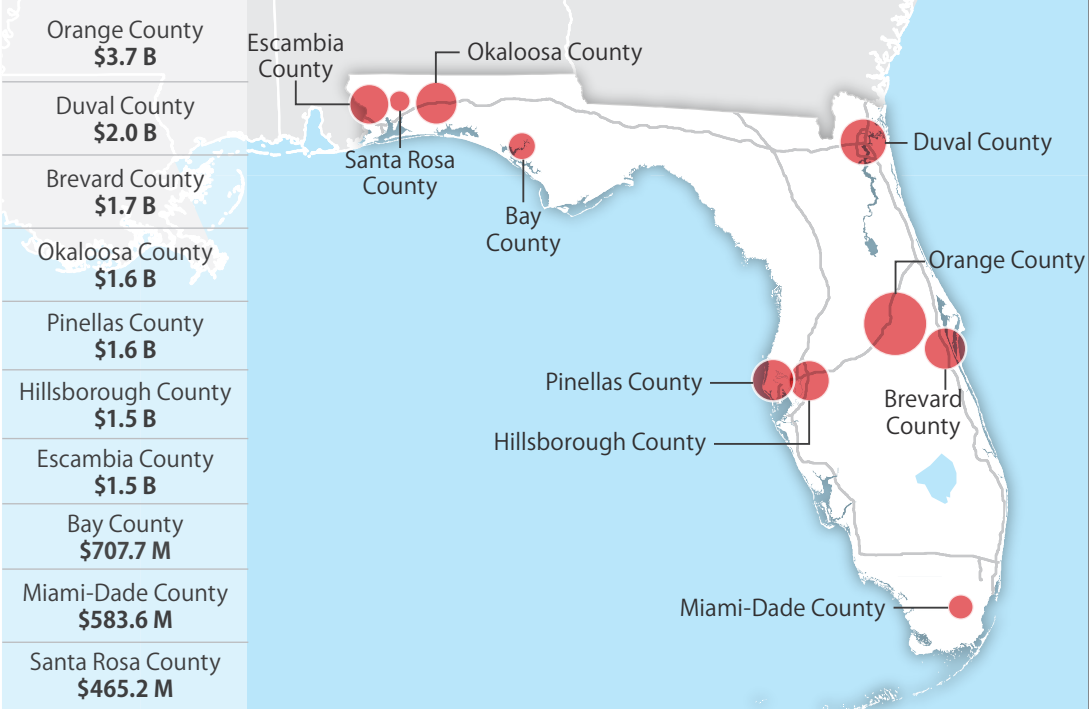 Orange County
$3.7 B
Duval County
$2.0 B
Brevard County
$1.7 B
Okaloosa County
$1.6 B
Pinellas County
$1.6 B
Hillsborough County
$1.5 B
Escambia County
$1.5 B
Bay County
$707.7 M
Miami-Dade County
$583.6 M
Santa Rosa County
$465.2 M
Escambia
County
Okaloosa County
Santa Rosa
County
Bay
County
Duval County
Orange County
Brevard
County
Pinellas County
Hillsborough County
Miami-Dade County